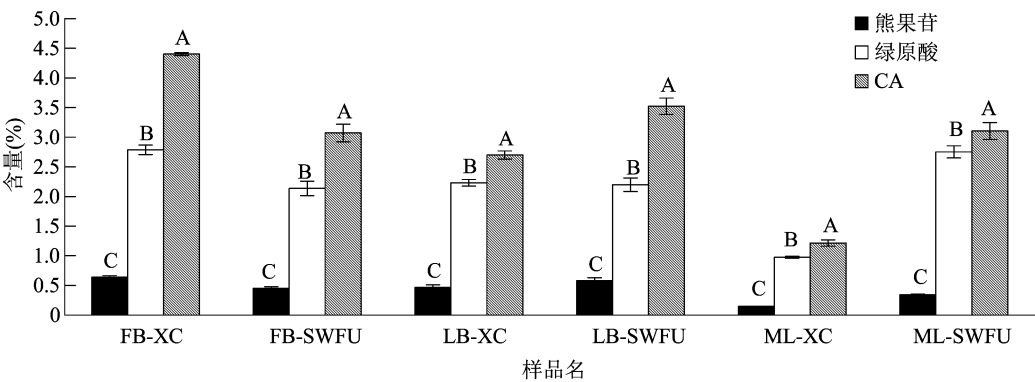 5.0
4.5
4.0
3.5
3.0
2.5
2.0
1.5
1.0
0.5
0
含量(%)
熊果苷
绿原酸
CA
C B A
C B A
C B A
C B A
C B A
C B A
FB-XC FB-SWFU LB-XC LB-SWFU ML-XC ML-SWFU
样品名